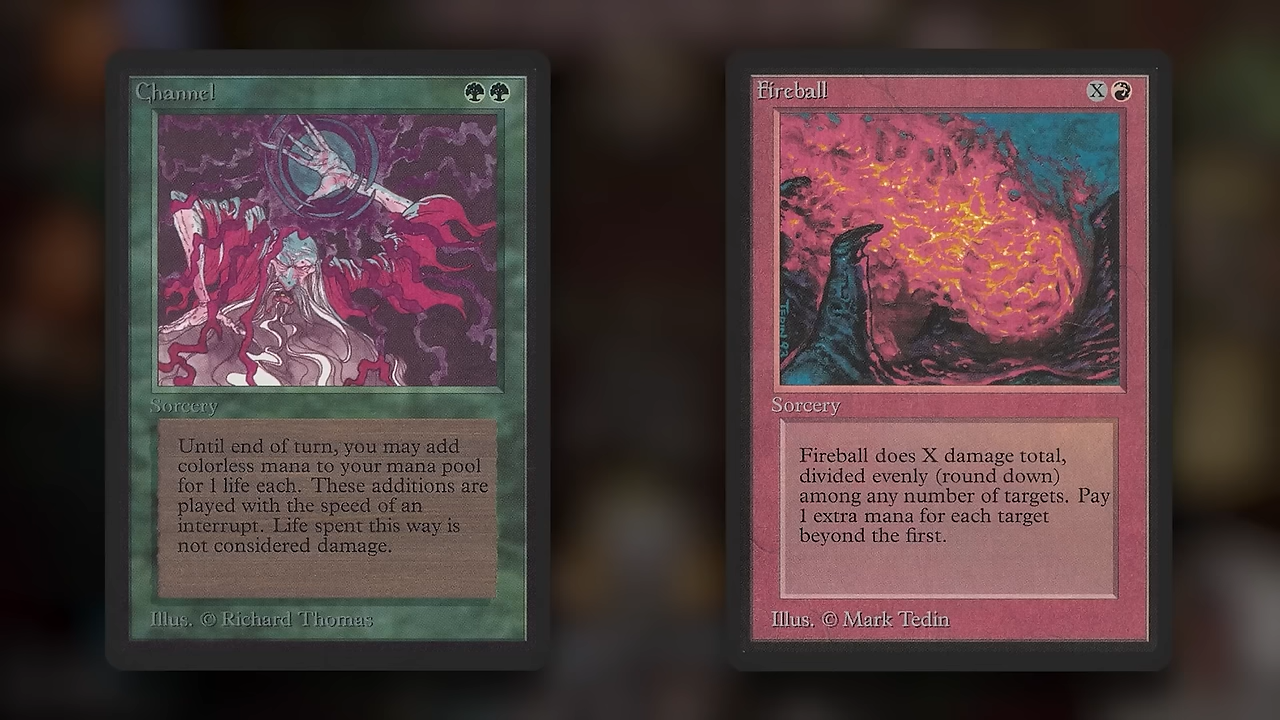 Channel
Until end of turn, you may add
colorless mana to your mana pool
for 1 life each. These additions are
played with the speed of an
interrupt. Life spent this way is
not considered damage.
Sorcery
Illus. © Richard Thomas
Fireball
X
TEDIN 93
Sorcery
Fireball does X damage total,
divided evenly (round down)
among any number of targets. Pay
1 extra mana for each target
beyond the first.
Illus. © Mark Tedin